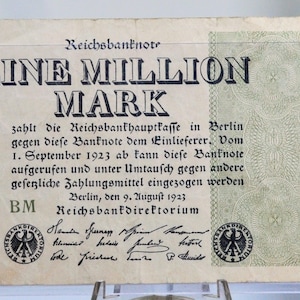 Reichsbanknote
INE MILLION
MARK
zahlt die Reichsbankhauptkasse in Berlin
gegen diese Banknote dem Einlieferer. Vom
1. September 1923 ab kann diese Banknote
aufgerufen und unter Umtausch gegen andere
gesetzliche Zahlungsmittel eingezogen werden
Berlin, den 9. August 1923
BM
Reichsbankdirektorium